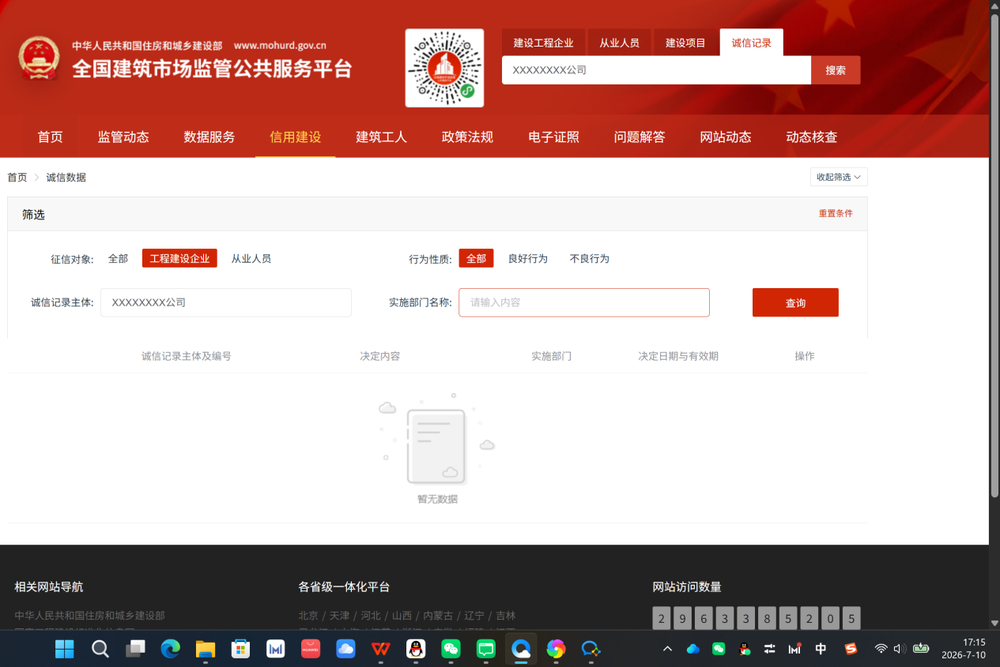 中华人民共和国住房和城乡建设部 www.mohurd.gov.cn
全国建筑市场监管公共服务平台
建设工程企业 从业人员 建设项目 诚信记录
XXXXXXXX公司 搜索
首页 监管动态 数据服务 信用建设 建筑工人 政策法规 电子证照 问题解答 网站动态 动态核查
首页 诚信数据 收起筛选
筛选 重置条件
征信对象: 全部 工程建设企业 从业人员 行为性质: 全部 良好行为 不良行为
诚信记录主体: XXXXXXXX公司 实施部门名称: 请输入内容 查询
诚信记录主体及编号 决定内容 实施部门 决定日期与有效期 操作
暂无数据
相关网站导航 各省级一体化平台 网站访问数量
中华人民共和国住房和城乡建设部 北京 / 天津 / 河北 / 山西 / 内蒙古 / 辽宁 / 吉林 2963385205
HUAWEI 中 17:15
2026-7-10